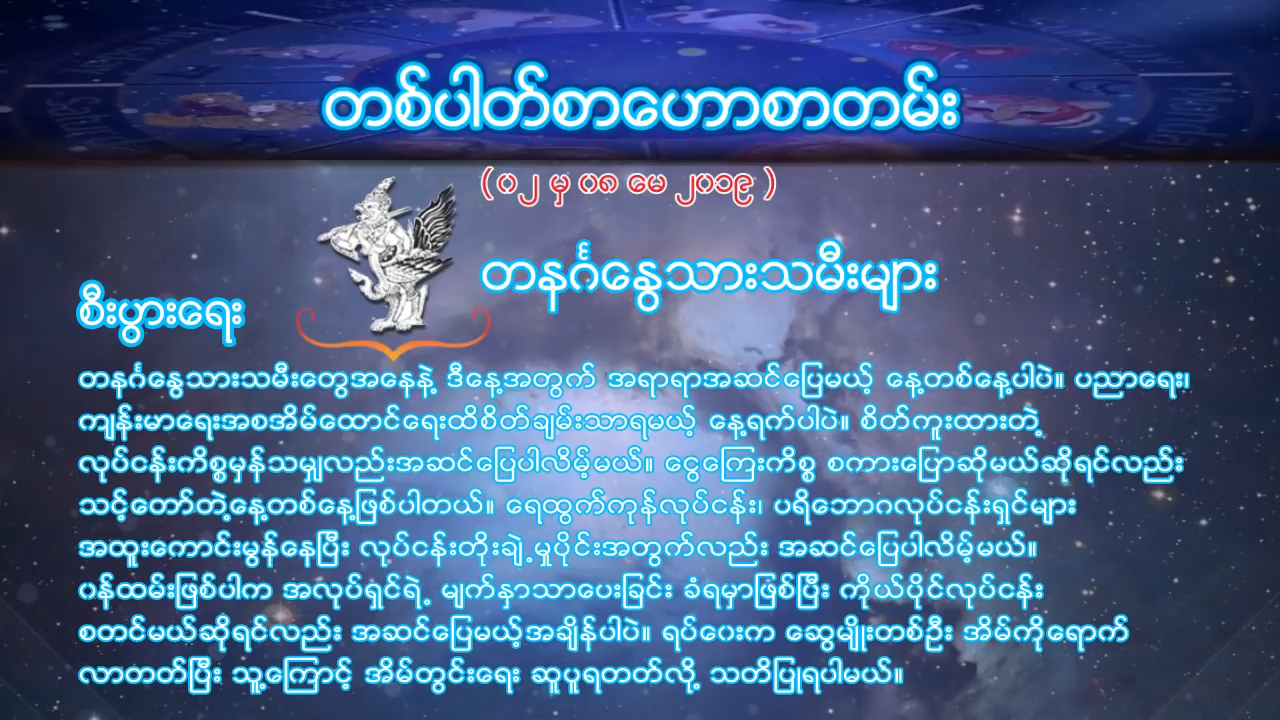 တစ်ပါတ်စာဟောစာတမ်း
( ၀၂ မှ ၀၈ မေ ၂၀၁၉ )
တနင်္ဂနွေသားသမီးများ
စီးပွားရေး
တနင်္ဂနွေသားသမီးတွေအနေနဲ့ ဒီနေ့အတွက် အရာရာအဆင်ပြေမယ့် နေ့တစ်နေ့ပါပဲ။ ပညာရေး၊
ကျန်းမာရေးအစအိမ်ထောင်ရေးထိစိတ်ချမ်းသာရမယ့် နေ့ရက်ပါပဲ။ စိတ်ကူးထားတဲ့
လုပ်ငန်းကိစ္စမှန်သမျှလည်းအဆင်ပြေပါလိမ့်မယ်။ ငွေကြေးကိစ္စ စကားပြောဆိုမယ်ဆိုရင်လည်း
သင့်တော်တဲ့နေ့တစ်နေ့ဖြစ်ပါတယ်။ ရေထွက်ကုန်လုပ်ငန်း၊ ပရိဘောဂလုပ်ငန်းရှင်များ
အထူးကောင်းမွန်နေပြီး လုပ်ငန်းတိုးချဲ့မှုပိုင်းအတွက်လည်း အဆင်ပြေပါလိမ့်မယ်။
ဝန်ထမ်းဖြစ်ပါက အလုပ်ရှင်ရဲ့ မျက်နှာသာပေးခြင်း ခံရမှာဖြစ်ပြီး ကိုယ်ပိုင်လုပ်ငန်း
စတင်မယ်ဆိုရင်လည်း အဆင်ပြေမယ့်အချိန်ပါပဲ။ ရပ်ဝေးက ဆွေမျိုးတစ်ဦး အိမ်ကိုရောက်
လာတတ်ပြီး သူ့ကြောင့် အိမ်တွင်းရေး ဆူပူရတတ်လို့ သတိပြုရပါမယ်။